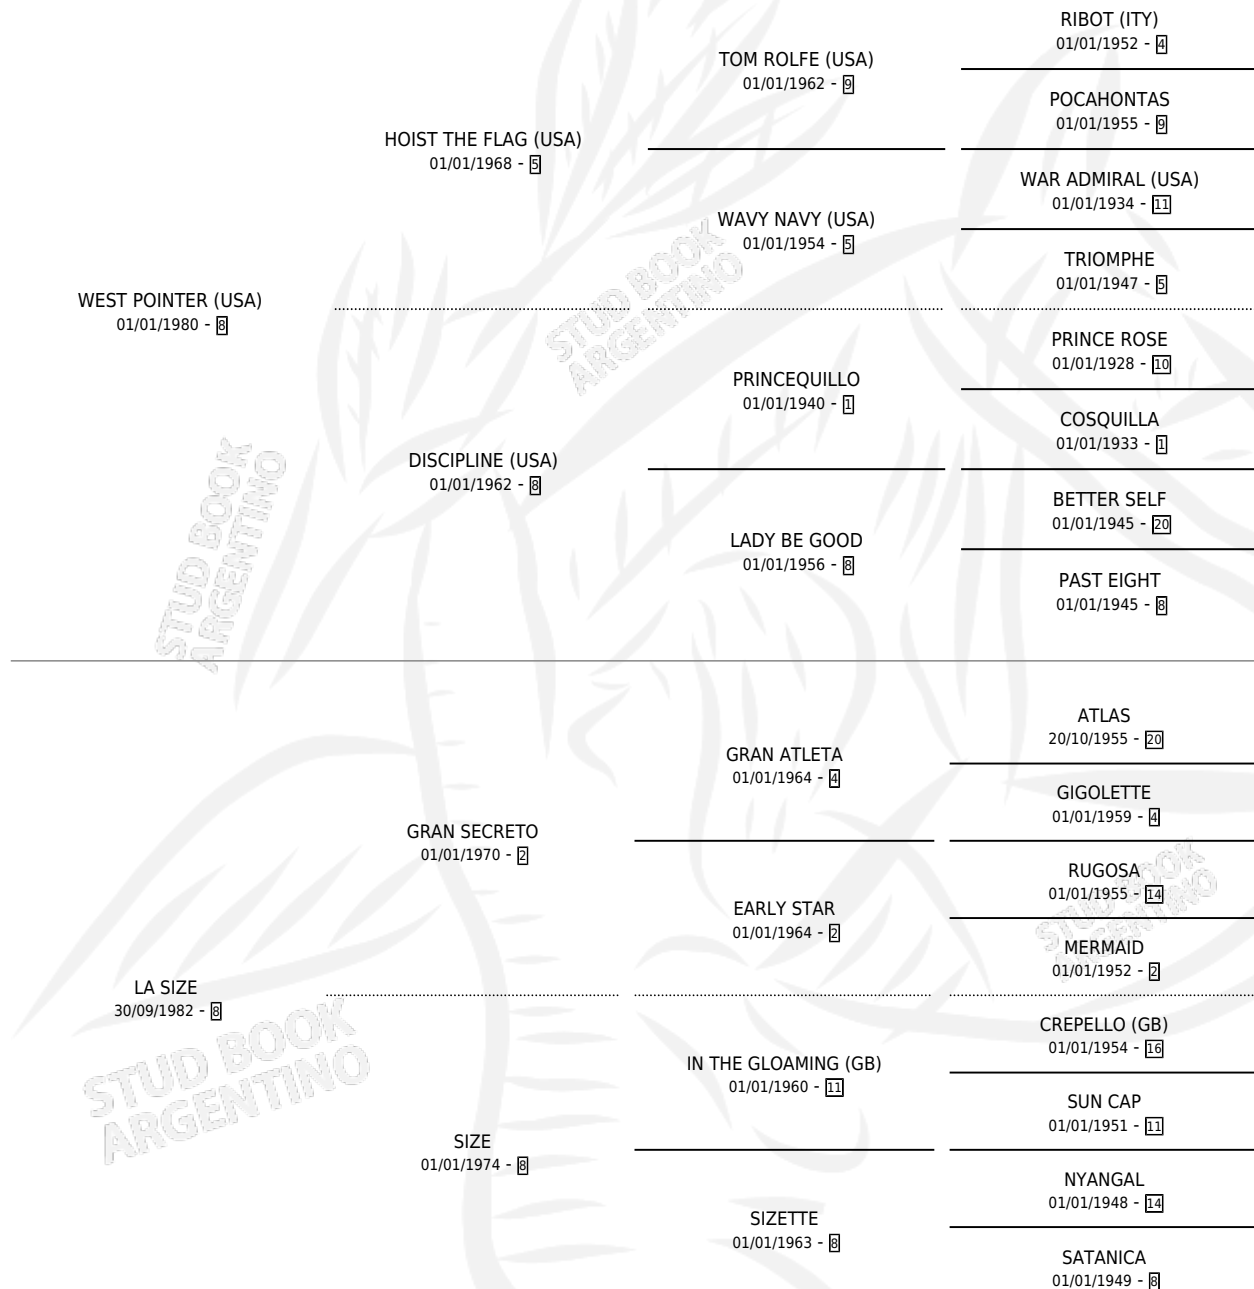 RIBOT (ITY)
01/01/1952 - 4
TOM ROLFE (USA)
01/01/1962 - 9
POCAHONTAS
01/01/1955 - 9
HOIST THE FLAG (USA)
01/01/1968 - 5
WAR ADMIRAL (USA)
01/01/1934 - 11
WAVY NAVY (USA)
01/01/1954 - 5
TRIOMPHE
01/01/1947 - 5
WEST POINTER (USA)
01/01/1980 - 8
PRINCE ROSE
01/01/1928 - 10
PRINCEQUILLO
01/01/1940 - 1
COSQUILLA
01/01/1933 - 1
DISCIPLINE (USA)
01/01/1962 - 8
BETTER SELF
01/01/1945 - 20
LADY BE GOOD
01/01/1956 - 8
PAST EIGHT
01/01/1945 - 8
STUD BOOK
ARGENTINO
STUD BOOK
ARGENTINO
ATLAS
20/10/1955 - 20
GRAN ATLETA
01/01/1964 - 4
GIGOLETTE
01/01/1959 - 4
GRAN SECRETO
01/01/1970 - 2
RUGOSA
01/01/1955 - 14
EARLY STAR
01/01/1964 - 2
MERMAID
01/01/1952 - 2
LA SIZE
30/09/1982 - 8
CREPELLO (GB)
01/01/1954 - 16
IN THE GLOAMING (GB)
01/01/1960 - 11
SUN CAP
01/01/1951 - 11
SIZE
01/01/1974 - 8
NYANGAL
01/01/1948 - 14
SIZETTE
01/01/1963 - 8
SATANICA
01/01/1949 - 8
STUD BOOK
ARGENTINO
STUD BOOK
ARGENTINO